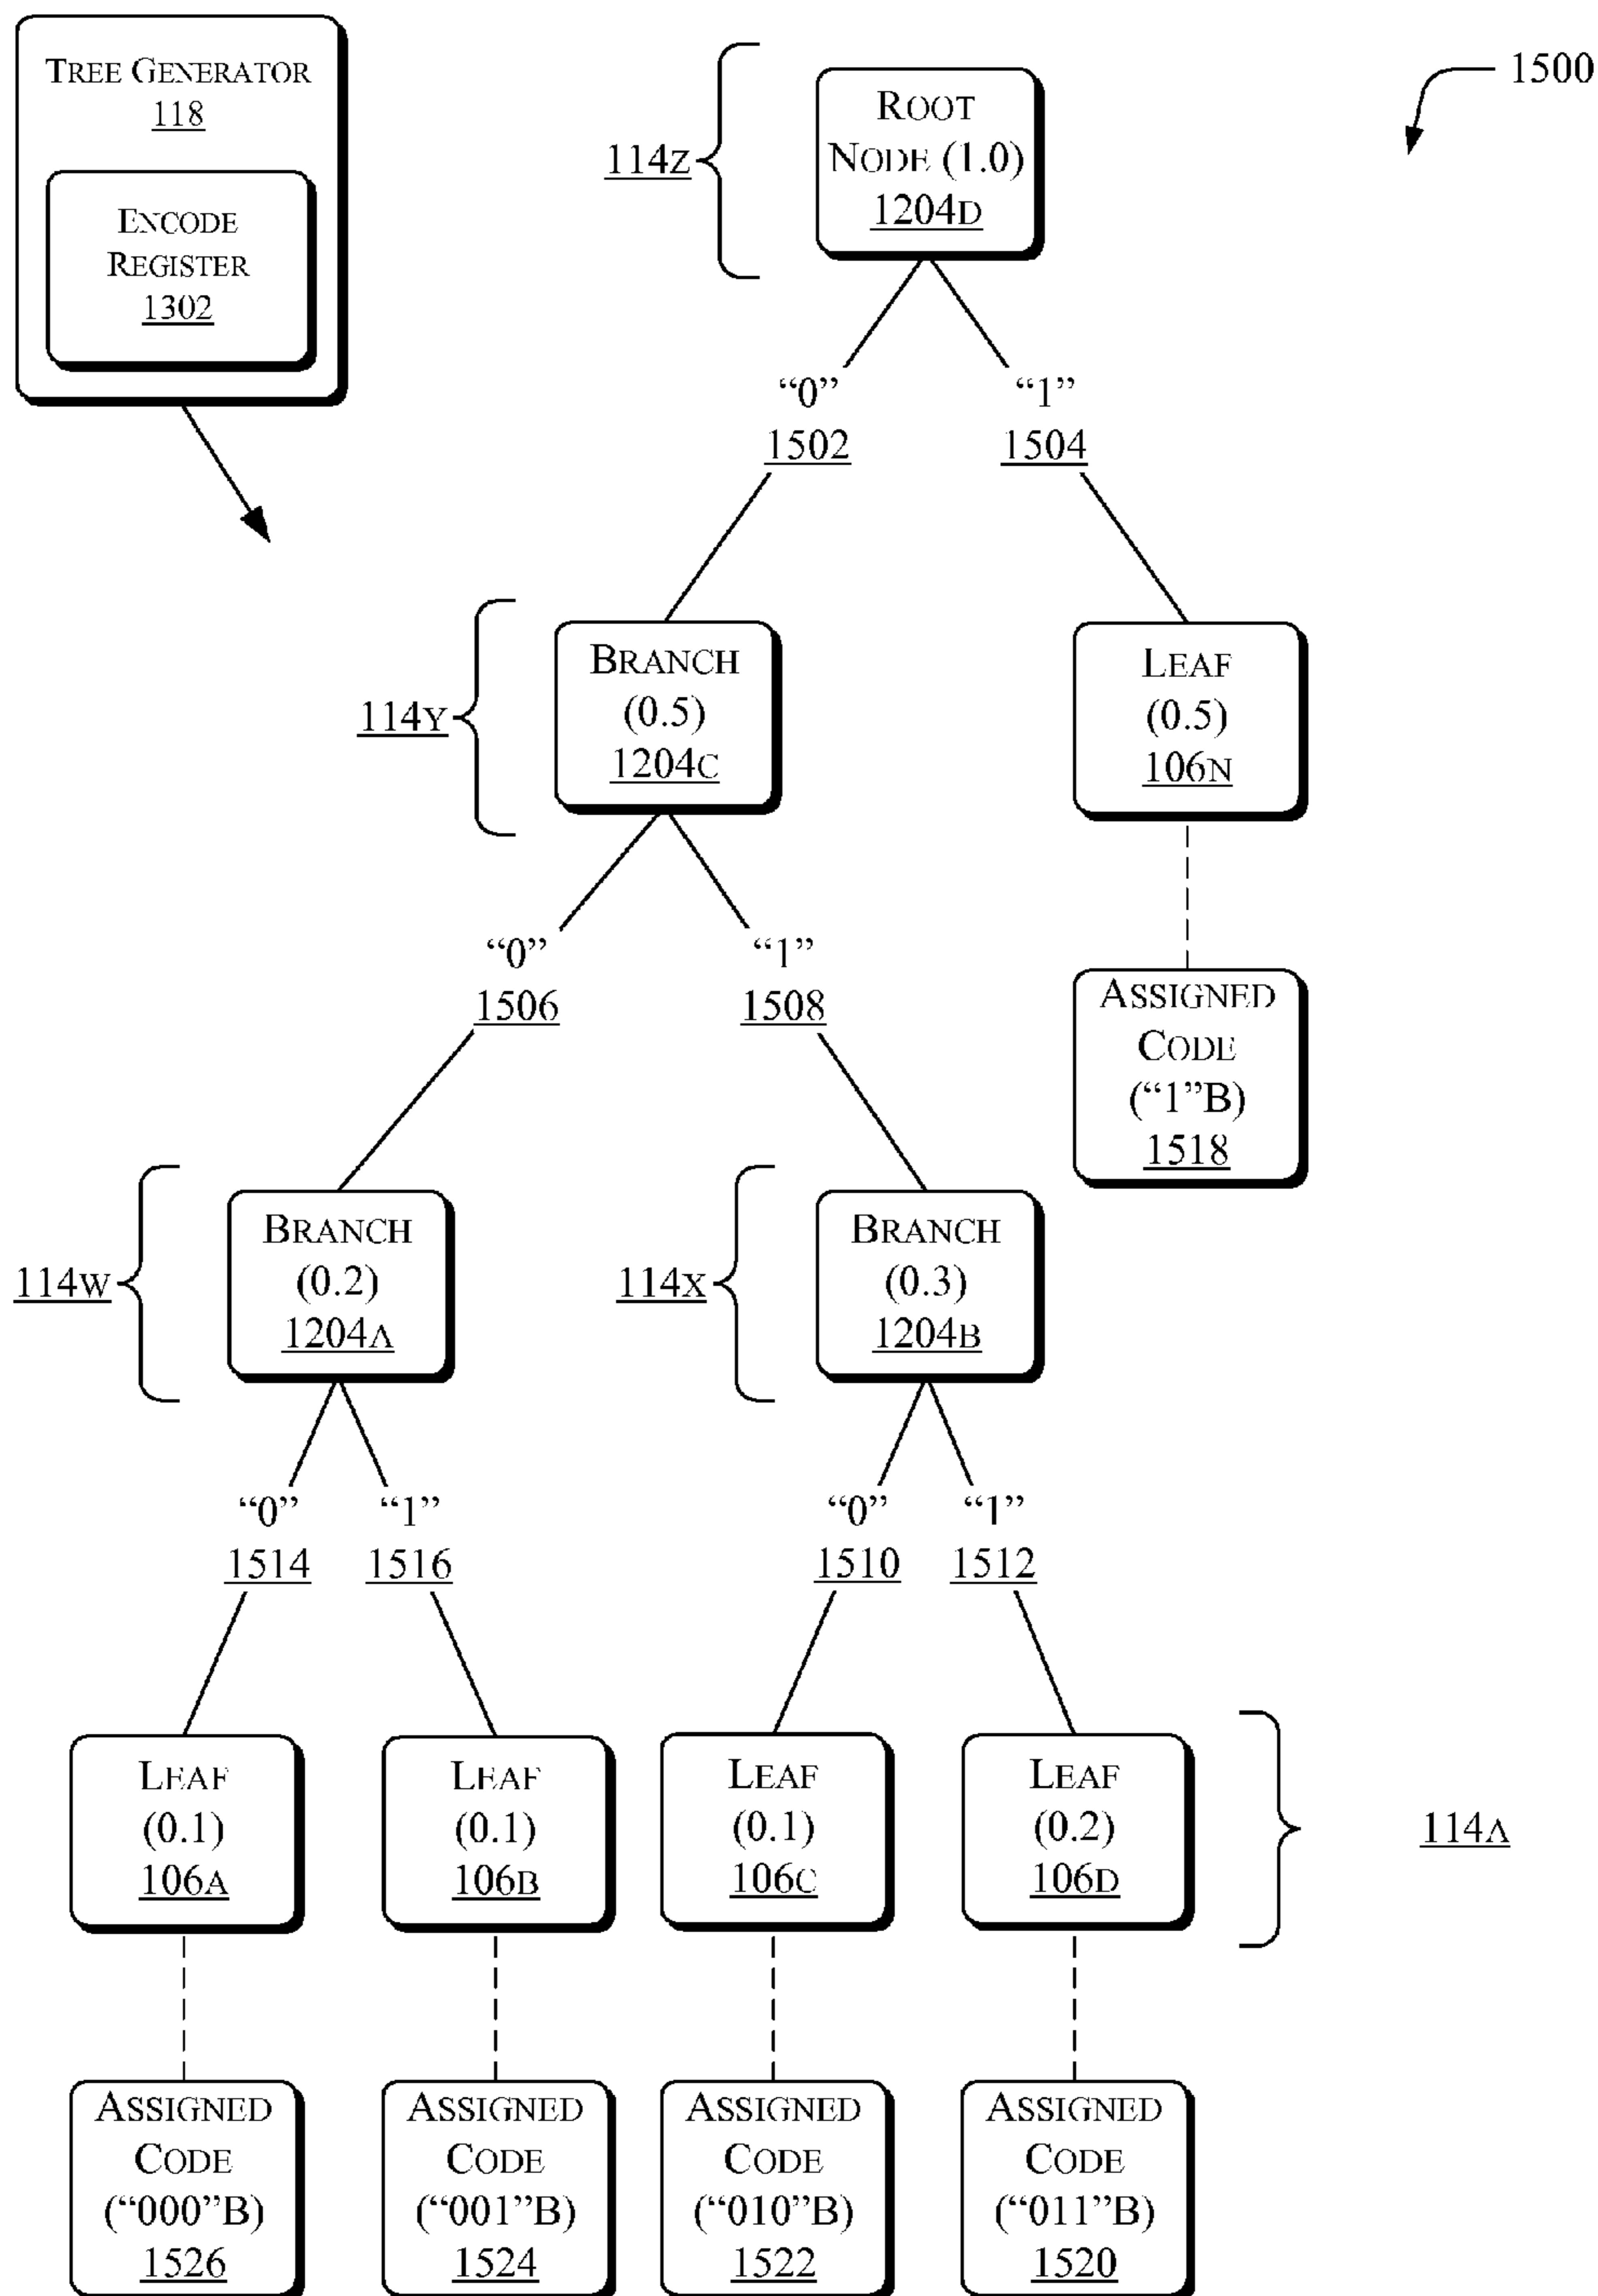 TREE GENERATOR
118
ENCODE
REGISTER
1302
1500
114Z
ROOT
NODE (1.0)
1204D
“0”
1502
“1”
1504
114Y
BRANCH
(0.5)
1204C
LEAF
(0.5)
106N
“0”
1506
“1”
1508
ASSIGNED
CODE
(“1”B)
1518
114W
BRANCH
(0.2)
1204A
114X
BRANCH
(0.3)
1204B
“0”
1514
“1”
1516
“0”
1510
“1”
1512
LEAF
(0.1)
106A
LEAF
(0.1)
106B
LEAF
(0.1)
106C
LEAF
(0.2)
106D
114A
ASSIGNED
CODE
(“000”B)
1526
ASSIGNED
CODE
(“001”B)
1524
ASSIGNED
CODE
(“010”B)
1522
ASSIGNED
CODE
(“011”B)
1520